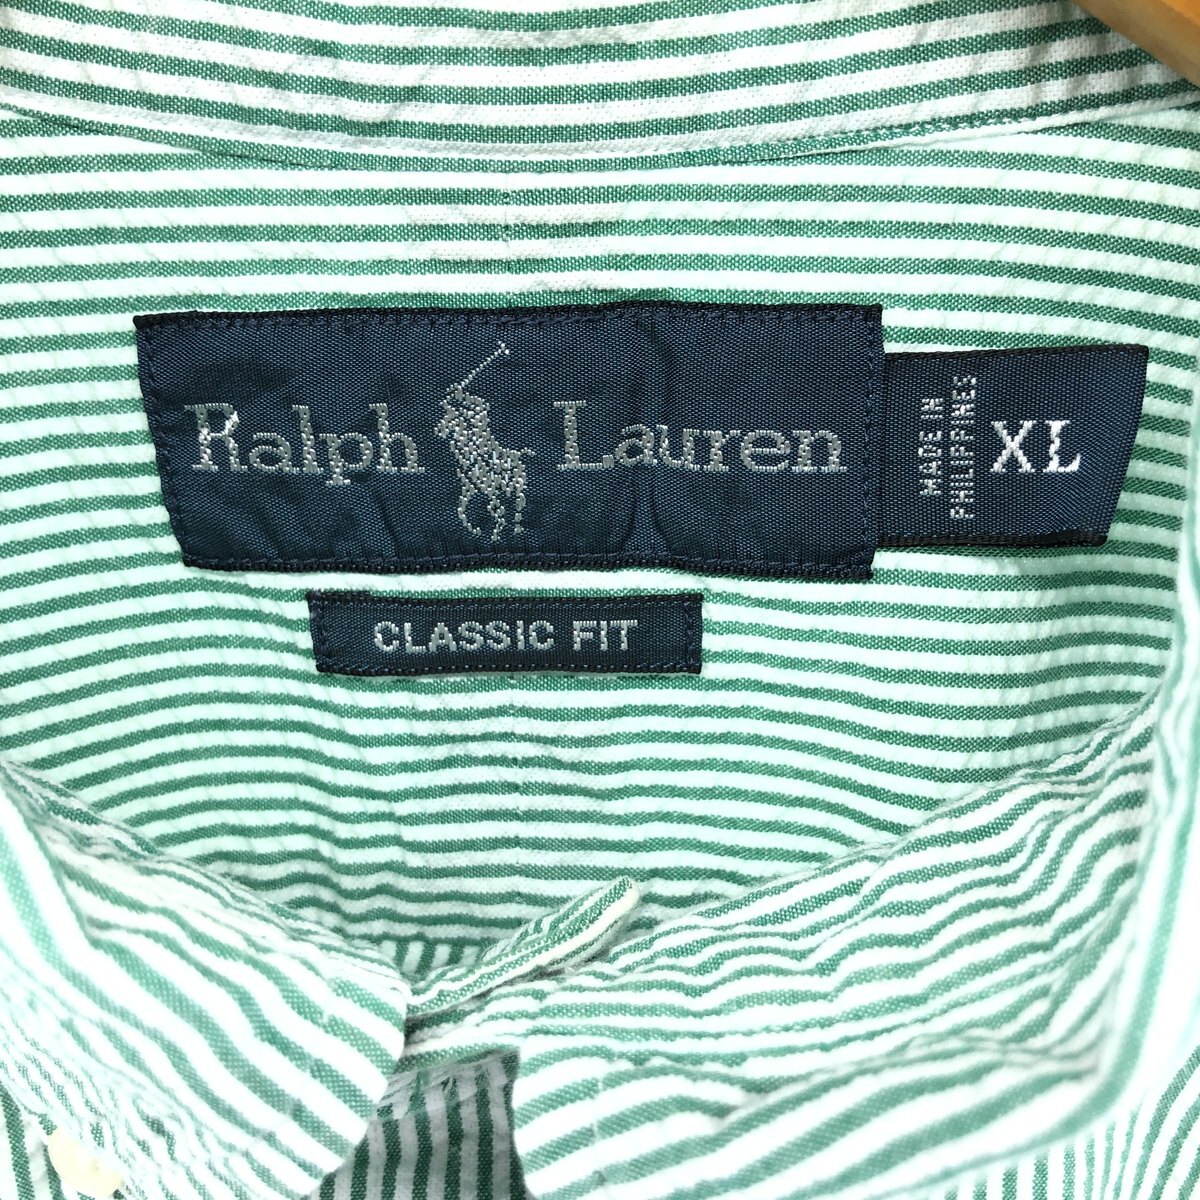 Ralph Lauren
MADE IN
PHILIPPINES
XL
CLASSIC FIT